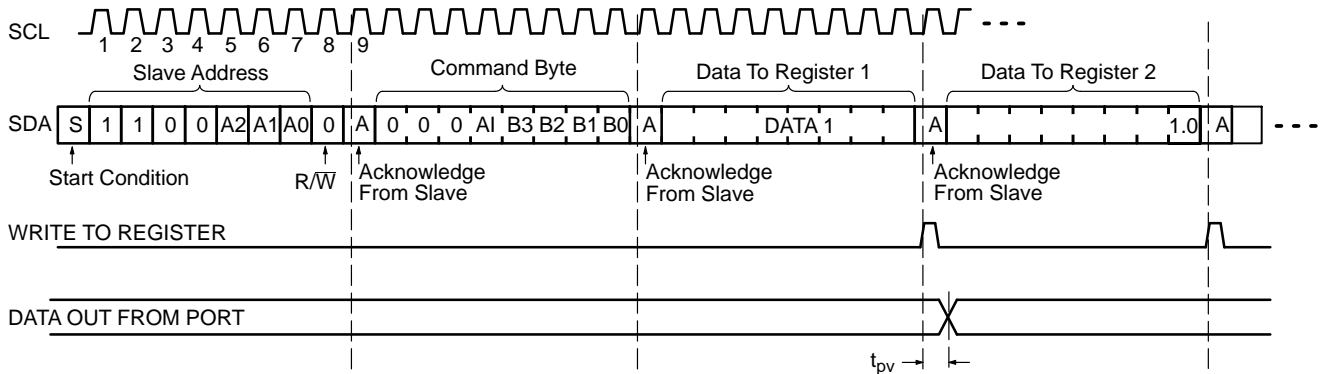 SCL
1 2 3 4 5 6 7 8 9
Slave Address
Command Byte
Data To Register 1
Data To Register 2
SDA S 1 1 0 0 A2 A1 A0 0 A 0 0 0 AI B3 B2 B1 B0 A DATA 1 A 1.0 A
Start Condition
R/W̅
Acknowledge
From Slave
Acknowledge
From Slave
Acknowledge
From Slave
WRITE TO REGISTER
DATA OUT FROM PORT
tpv